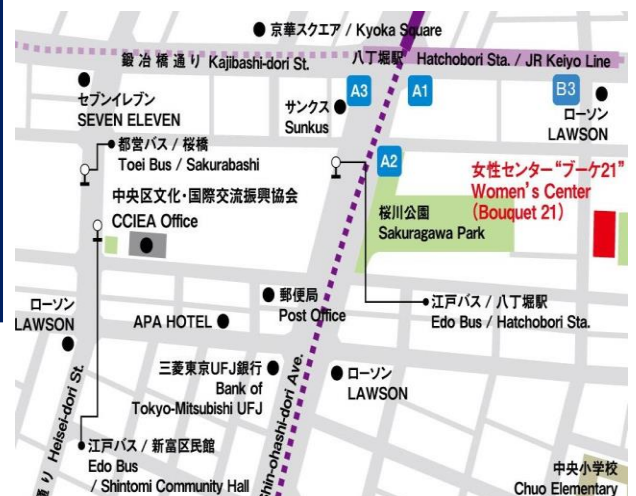 京華スクエア / Kyoka Square
鍛冶橋通り Kajibashi-dori St.
八丁堀駅 Hatchobori Sta. / JR Keiyo Line
セブンイレブン
SEVEN ELEVEN
サンクス
Sunkus
A3
A1
B3
ローソン
LAWSON
都営バス / 桜橋
Toei Bus / Sakurabashi
A2
女性センター“ブーケ21”
Women's Center
(Bouquet 21)
中央区文化・国際交流振興協会
CCIEA Office
桜川公園
Sakuragawa Park
郵便局
Post Office
江戸バス / 八丁堀駅
Edo Bus / Hatchobori Sta.
ローソン
LAWSON
APA HOTEL
三菱東京UFJ銀行
Bank of
Tokyo-Mitsubishi UFJ
ローソン
LAWSON
通り Heisei-dori St.
Shin-ohashi-dori Ave.
江戸バス / 新富区民館
Edo Bus
/ Shintomi Community Hall
中央小学校
Chuo Elementary